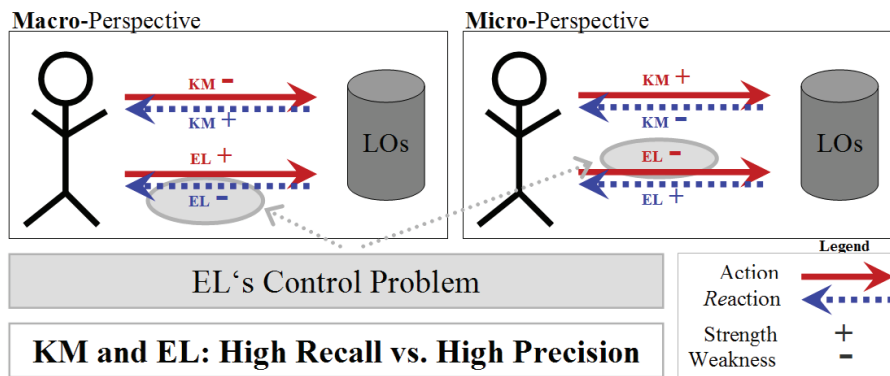 Macro-Perspective
KM -
KM +
EL +
EL -
LOs
Micro-Perspective
KM +
KM -
EL -
EL +
LOs
EL‘s Control Problem
KM and EL: High Recall vs. High Precision
Legend
Action
Reaction
Strength +
Weakness -